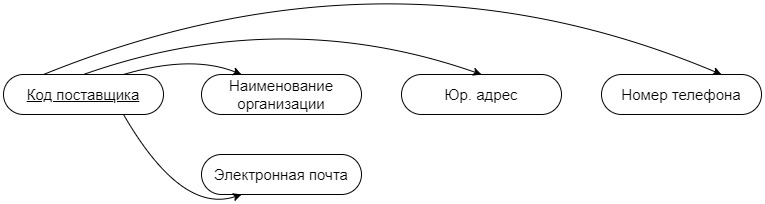 Код поставщика
Наименование
организации
Юр. адрес
Номер телефона
Электронная почта